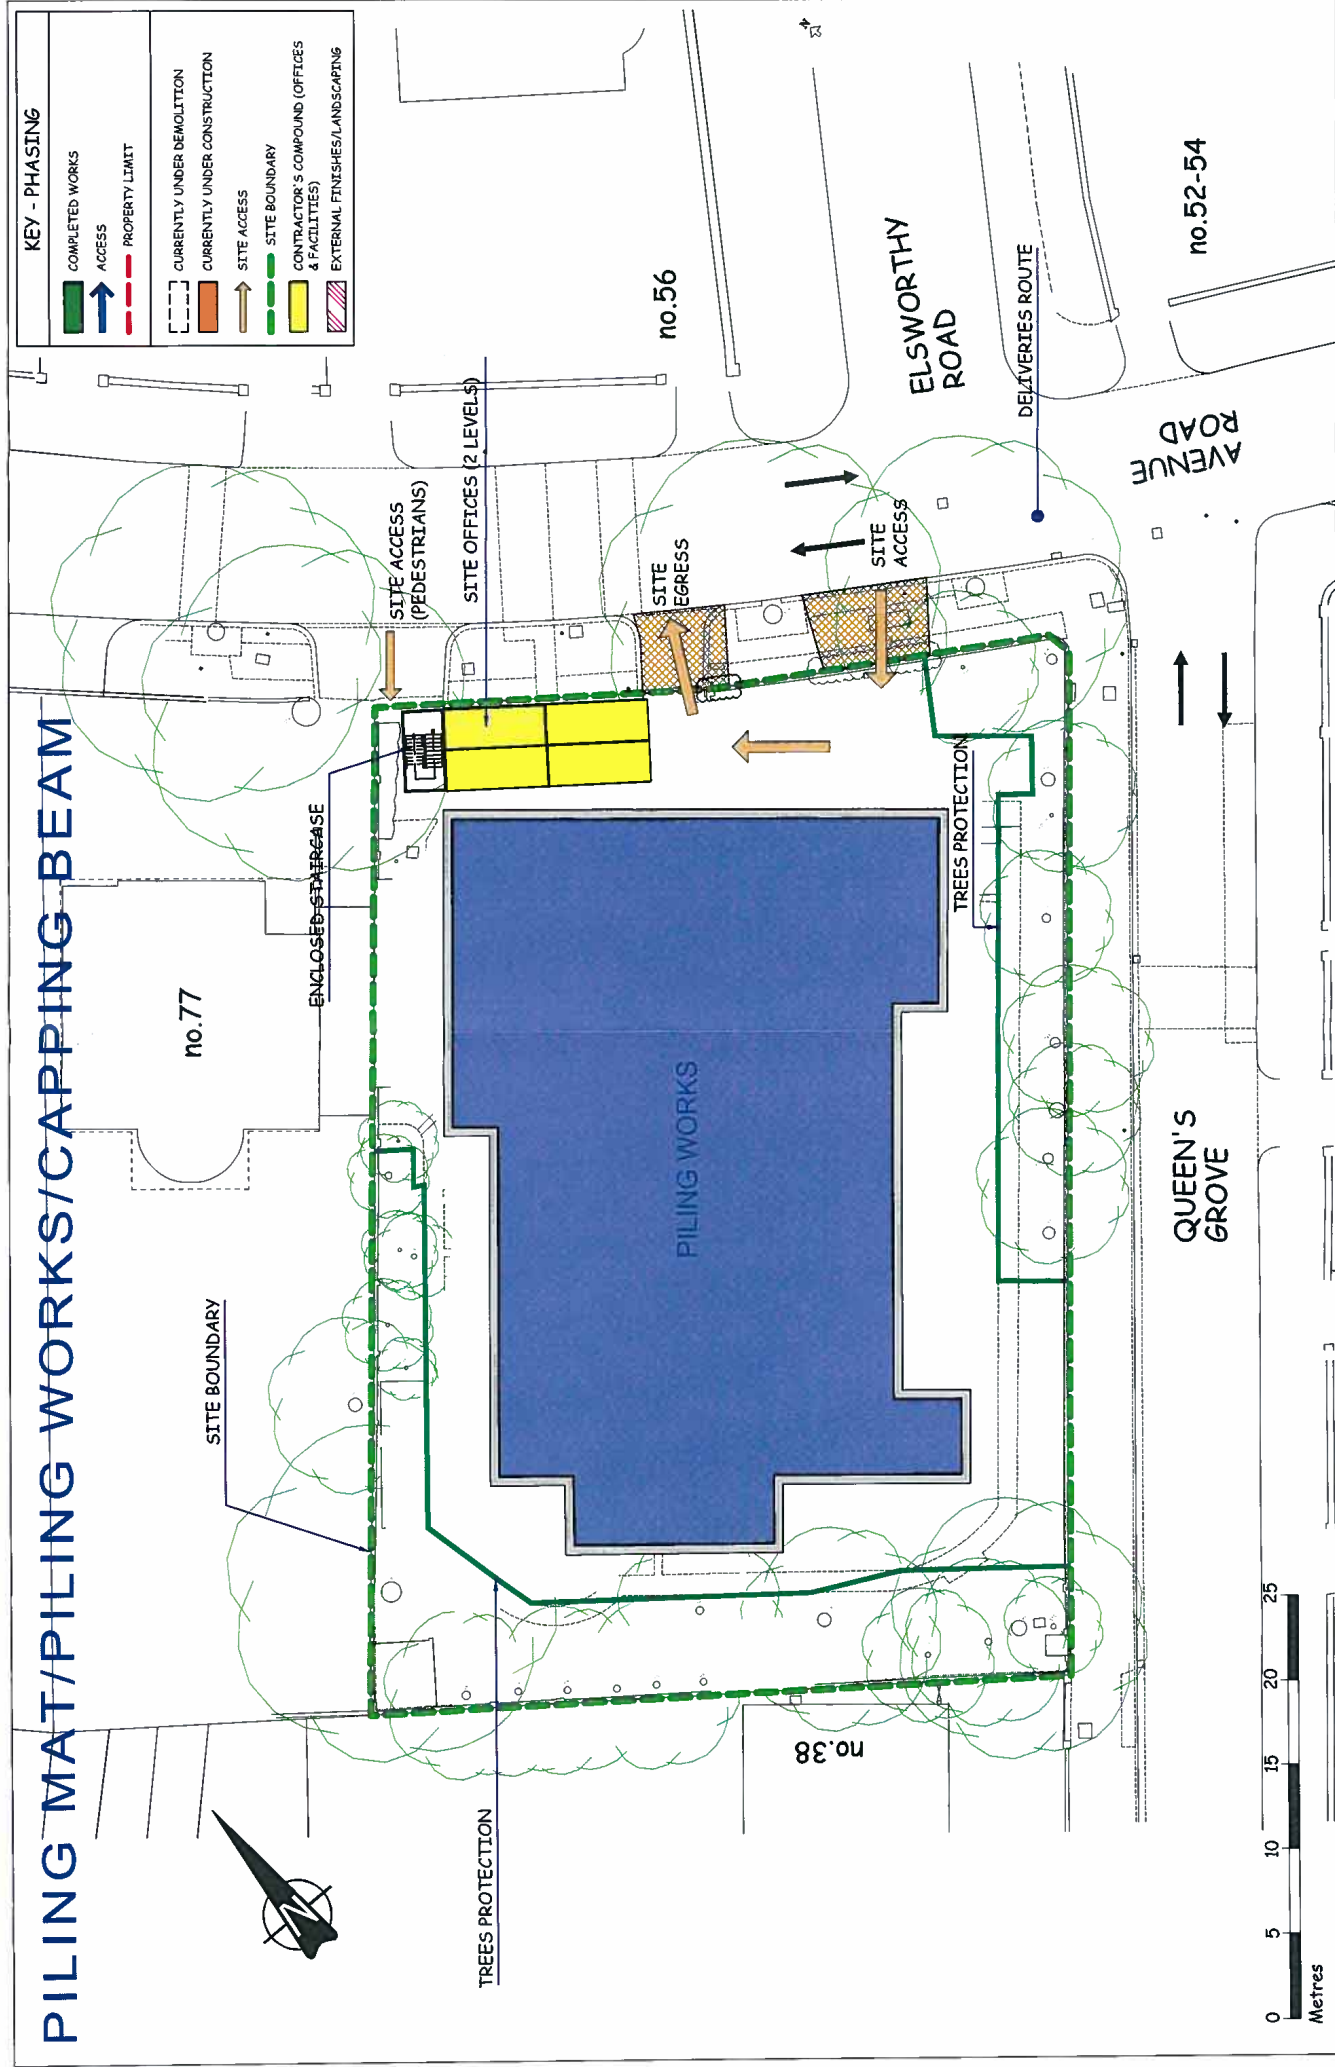 PILING MAT/PILING WORKS/CAPPING BEAM
KEY - PHASING
COMPLETED WORKS
ACCESS
PROPERTY LIMIT
CURRENTLY UNDER DEMOLITION
CURRENTLY UNDER CONSTRUCTION
SITE ACCESS
SITE BOUNDARY
CONTRACTOR'S COMPOUND (OFFICES
& FACILITIES)
EXTERNAL FINISHES/LANDSCAPING
SITE BOUNDARY
no.77
ENCLOSED STAIRCASE
SITE ACCESS
(PEDESTRIANS)
SITE OFFICES (2 LEVELS)
no.56
SITE
EGRESS
SITE
ACCESS
ELSWORTHY
ROAD
DELIVERIES ROUTE
no.52-54
AVENUE
ROAD
PILING WORKS
TREES PROTECTION
TREES PROTECTION
no.38
QUEEN'S
GROVE
N
N
0 5 10 15 20 25
Metres